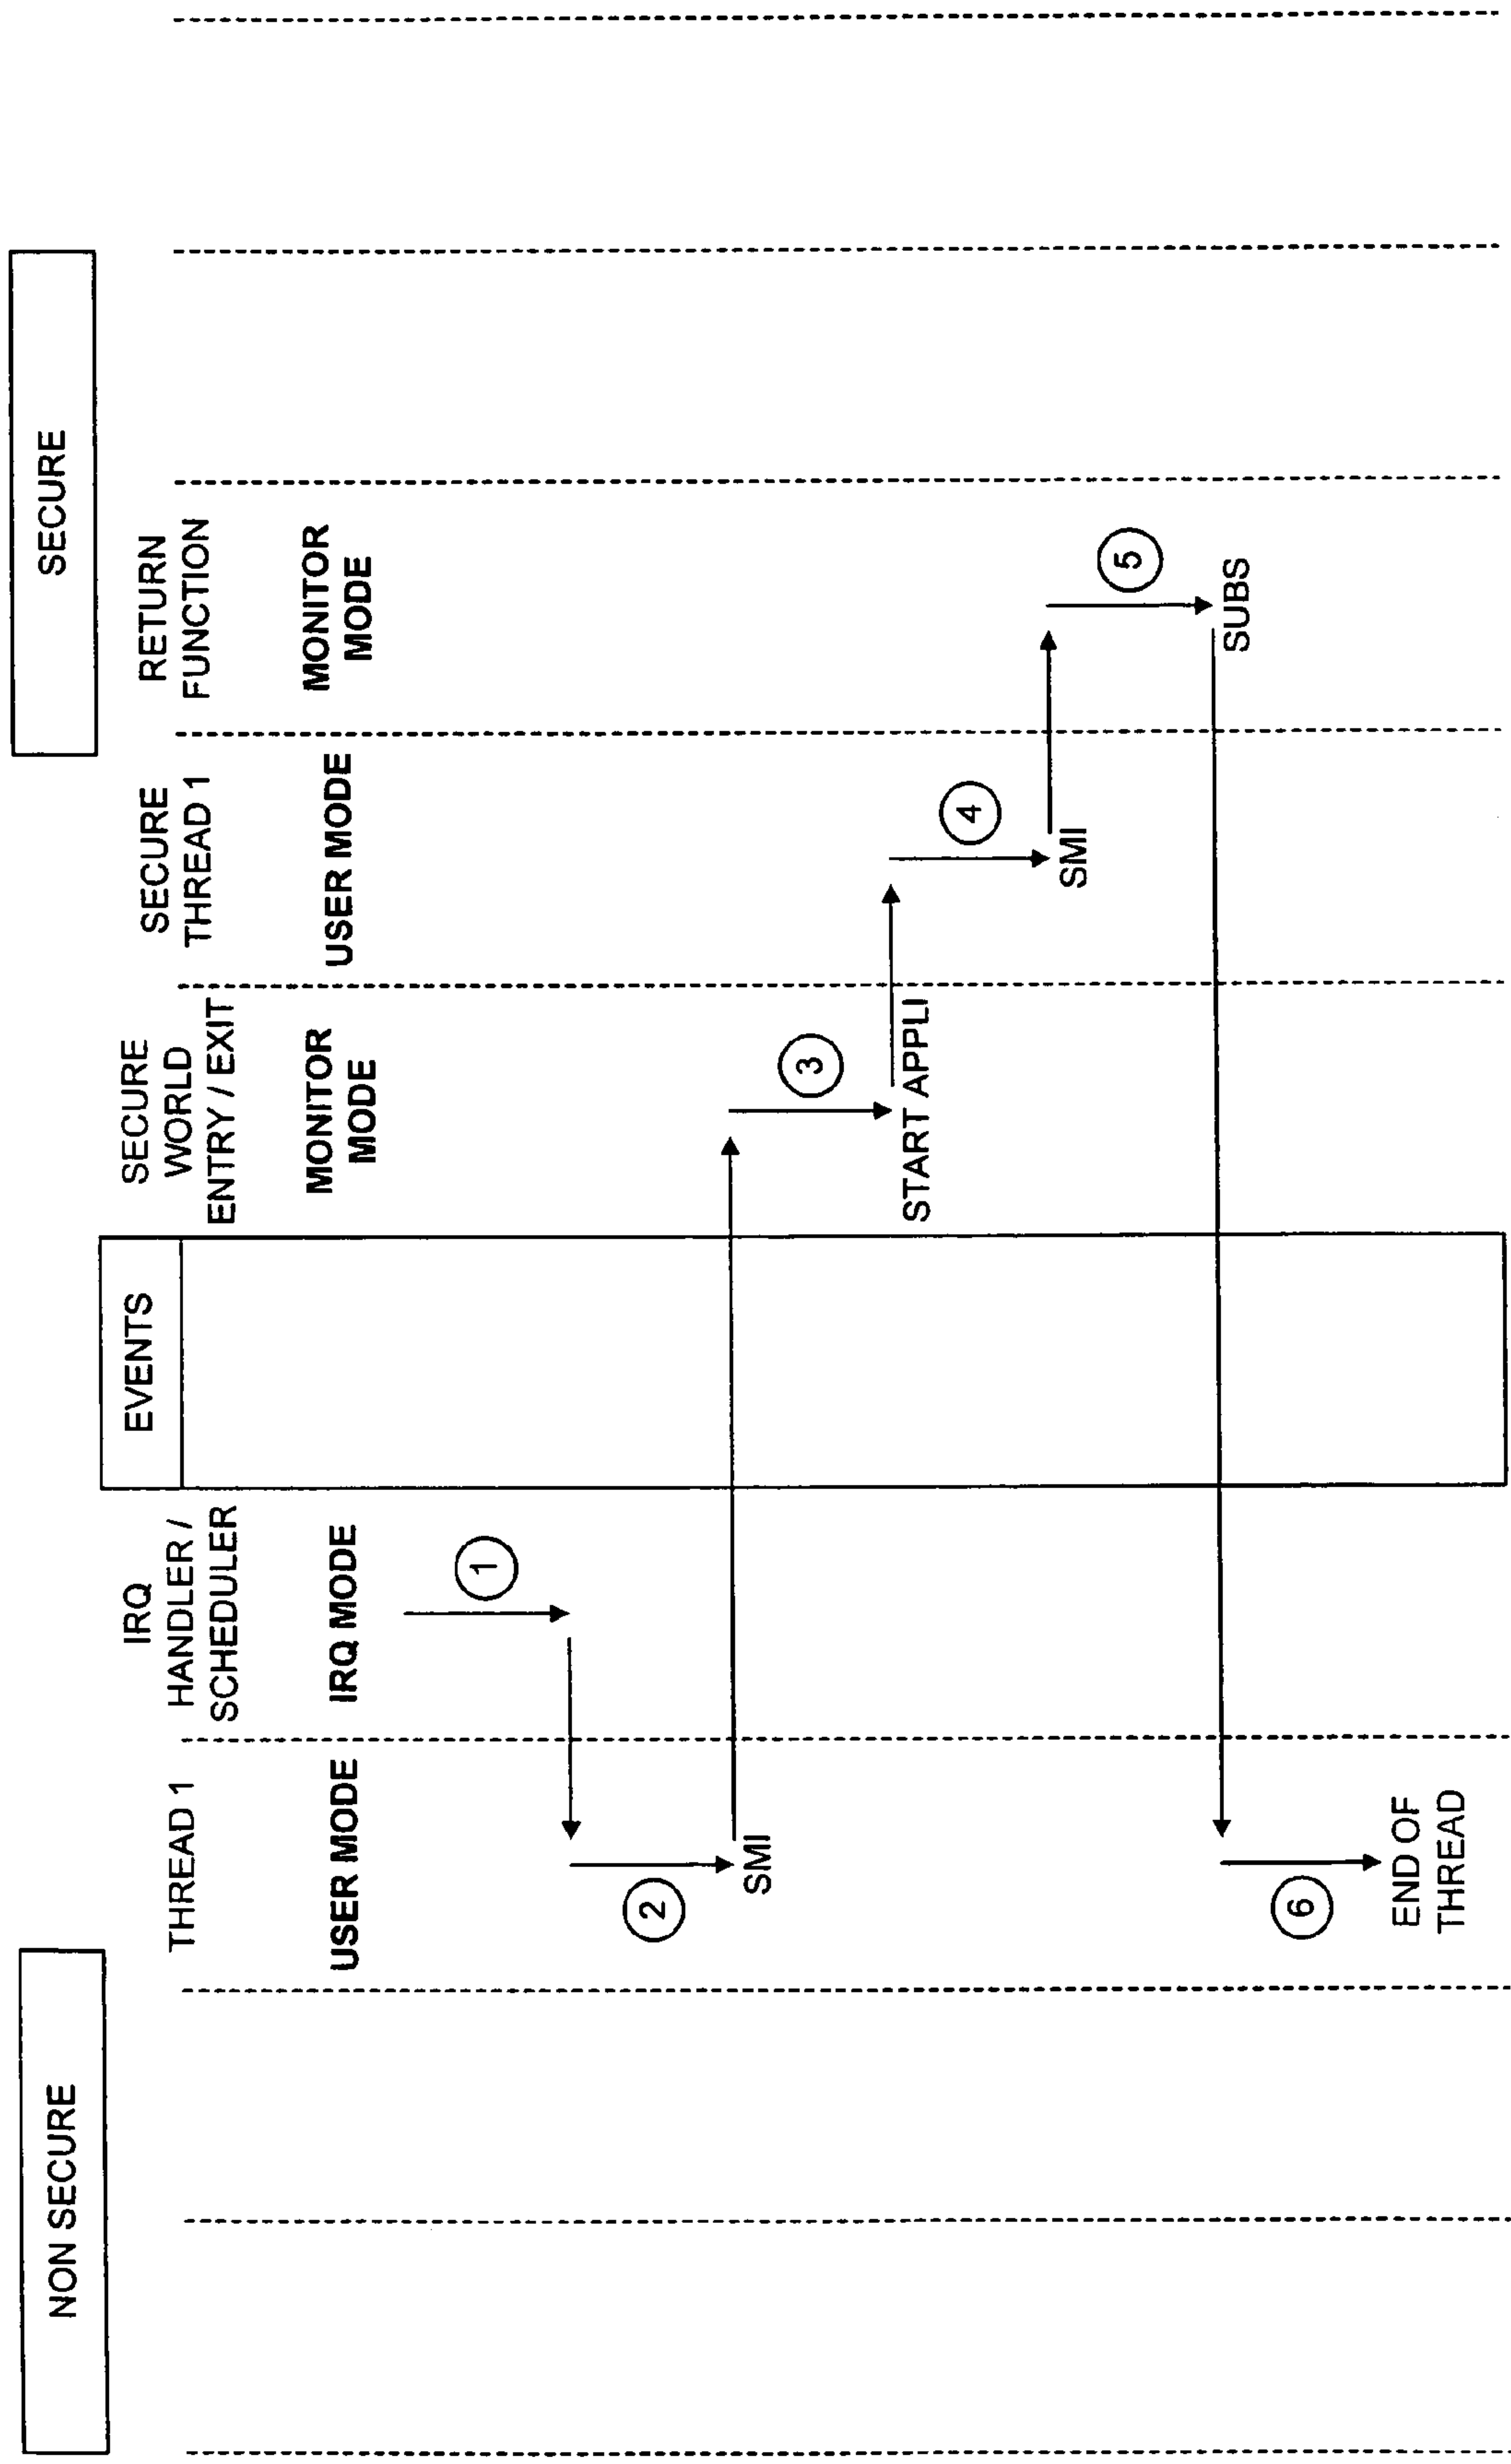 NON SECURE
SECURE
THREAD 1
USER MODE
IRQ
HANDLER /
SCHEDULER
IRQ MODE
EVENTS
SECURE
WORLD
ENTRY / EXIT
MONITOR
MODE
SECURE
THREAD 1
USER MODE
RETURN
FUNCTION
MONITOR
MODE
1
2
SMI
3
START APPLI
4
SMI
5
SUBS
6
END OF
THREAD